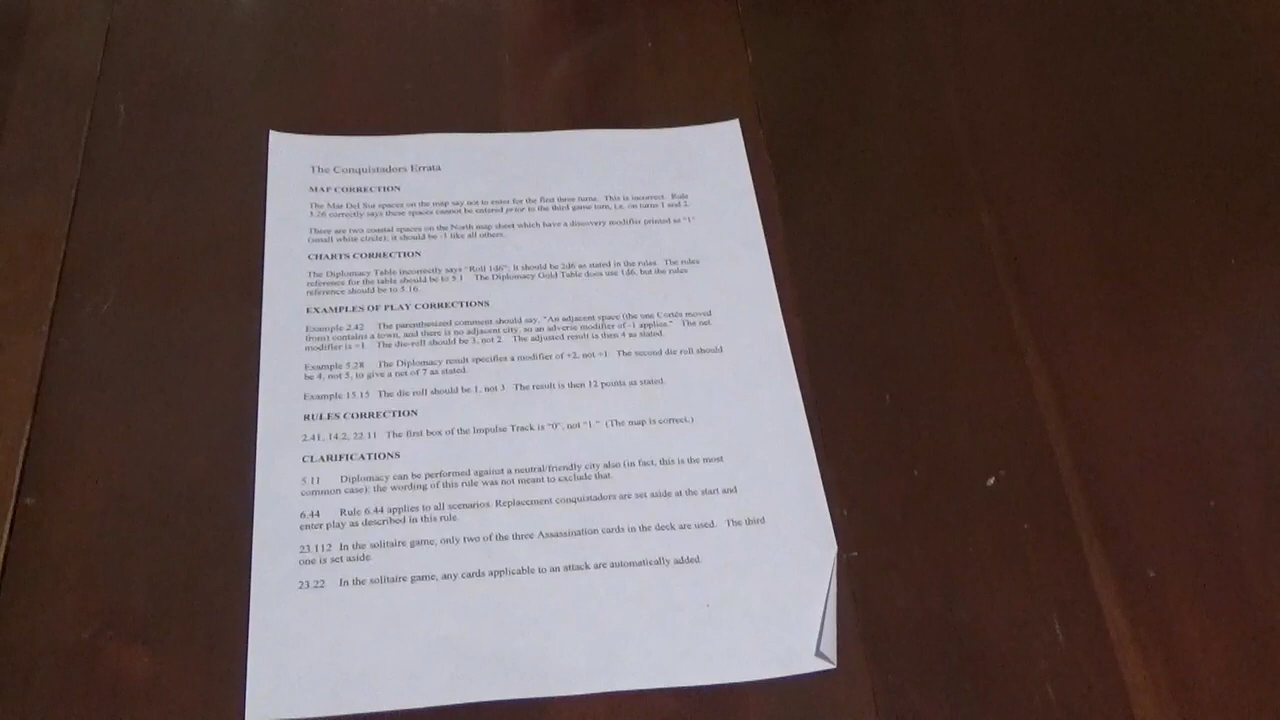 The Conquistadors Errata
MAP CORRECTION
The Mar Del Sur spaces on the map say not to enter for the first three turns. This is incorrect. Rule
3.26 correctly says these spaces cannot be entered prior to the third game turn, i.e. on turns 1 and 2.
There are two coastal spaces on the North map sheet which have a discovery modifier printed as "1"
(small white circle); it should be -1 like all others.
CHARTS CORRECTION
The Diplomacy Table incorrectly says "Roll 1d6"; it should be 2d6 as stated in the rules. The rules
reference for the table should be to 5.1. The Diplomacy Gold Table does use 1d6, but the rules
reference should be to 5.16.
EXAMPLES OF PLAY CORRECTIONS
Example 2.42 The parenthesized comment should say, "An adjacent space (the one Cortés moved
from) contains a town, and there is no adjacent city, so an adverse modifier of -1 applies." The net
modifier is +1. The die-roll should be 3, not 2. The adjusted result is then 4 as stated.
Example 5.28 The Diplomacy result specifies a modifier of +2, not +1. The second die roll should
be 4, not 5, to give a net of 7 as stated.
Example 15.15 The die roll should be 1, not 3. The result is then 12 points as stated.
RULES CORRECTION
2.41, 14.2, 22.11 The first box of the Impulse Track is "0", not "1." (The map is correct.)
CLARIFICATIONS
5.11 Diplomacy can be performed against a neutral/friendly city also (in fact, this is the most
common case); the wording of this rule was not meant to exclude that.
6.44 Rule 6.44 applies to all scenarios. Replacement conquistadors are set aside at the start and
enter play as described in this rule.
23.112 In the solitaire game, only two of the three Assassination cards in the deck are used. The third
one is set aside.
23.22 In the solitaire game, any cards applicable to an attack are automatically added.